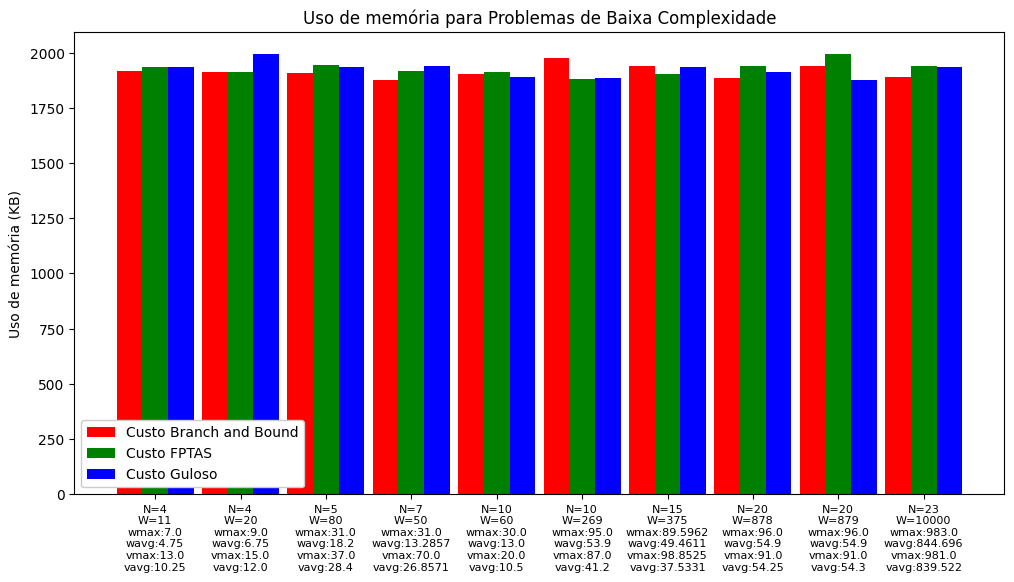 Uso de memória para Problemas de Baixa Complexidade
Uso de memória (KB)
2000
1750
1500
1250
1000
750
500
250
0
Custo Branch and Bound
Custo FPTAS
Custo Guloso
N=4 N=4 N=5 N=7 N=10 N=10 N=15 N=20 N=20 N=23
W=11 W=20 W=80 W=50 W=60 W=269 W=375 W=878 W=879 W=10000
wmax:7.0 wmax:9.0 wmax:31.0 wmax:31.0 wmax:30.0 wmax:95.0 wmax:89.5962 wmax:96.0 wmax:96.0 wmax:983.0
wavg:4.75 wavg:6.75 wavg:18.2 wavg:13.2857 wavg:13.0 wavg:53.9 wavg:49.4611 wavg:54.9 wavg:54.9 wavg:844.696
vmax:13.0 vmax:15.0 vmax:37.0 vmax:70.0 vmax:20.0 vmax:87.0 vmax:98.8525 vmax:91.0 vmax:91.0 vmax:981.0
vavg:10.25 vavg:12.0 vavg:28.4 vavg:26.8571 vavg:10.5 vavg:41.2 vavg:37.5331 vavg:54.25 vavg:54.3 vavg:839.522